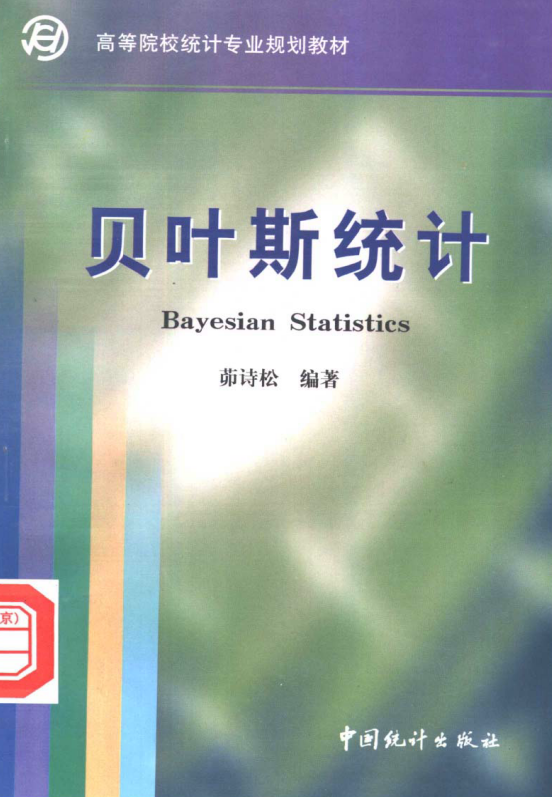 高等院校统计专业规划教材
贝叶斯统计
Bayesian Statistics
茆诗松 编著
京)
中国统计出版社